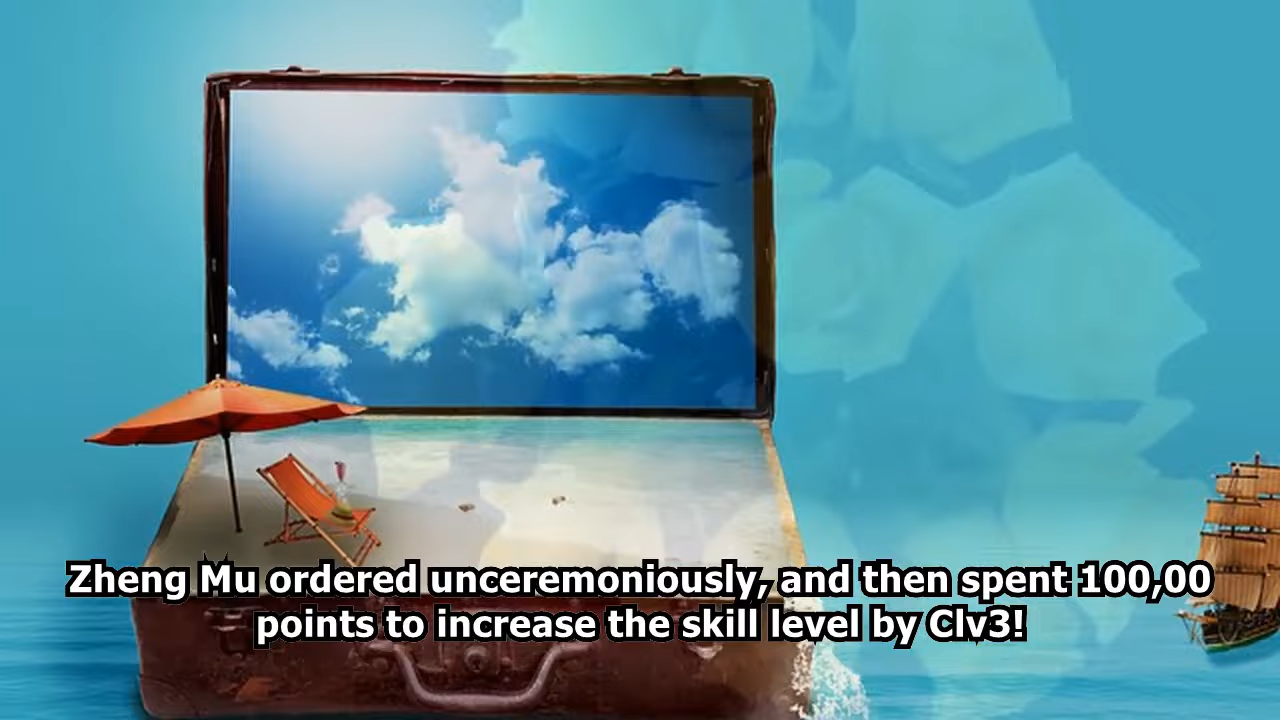 Zheng Mu ordered unceremoniously, and then spent 100,00
points to increase the skill level by Clv3!